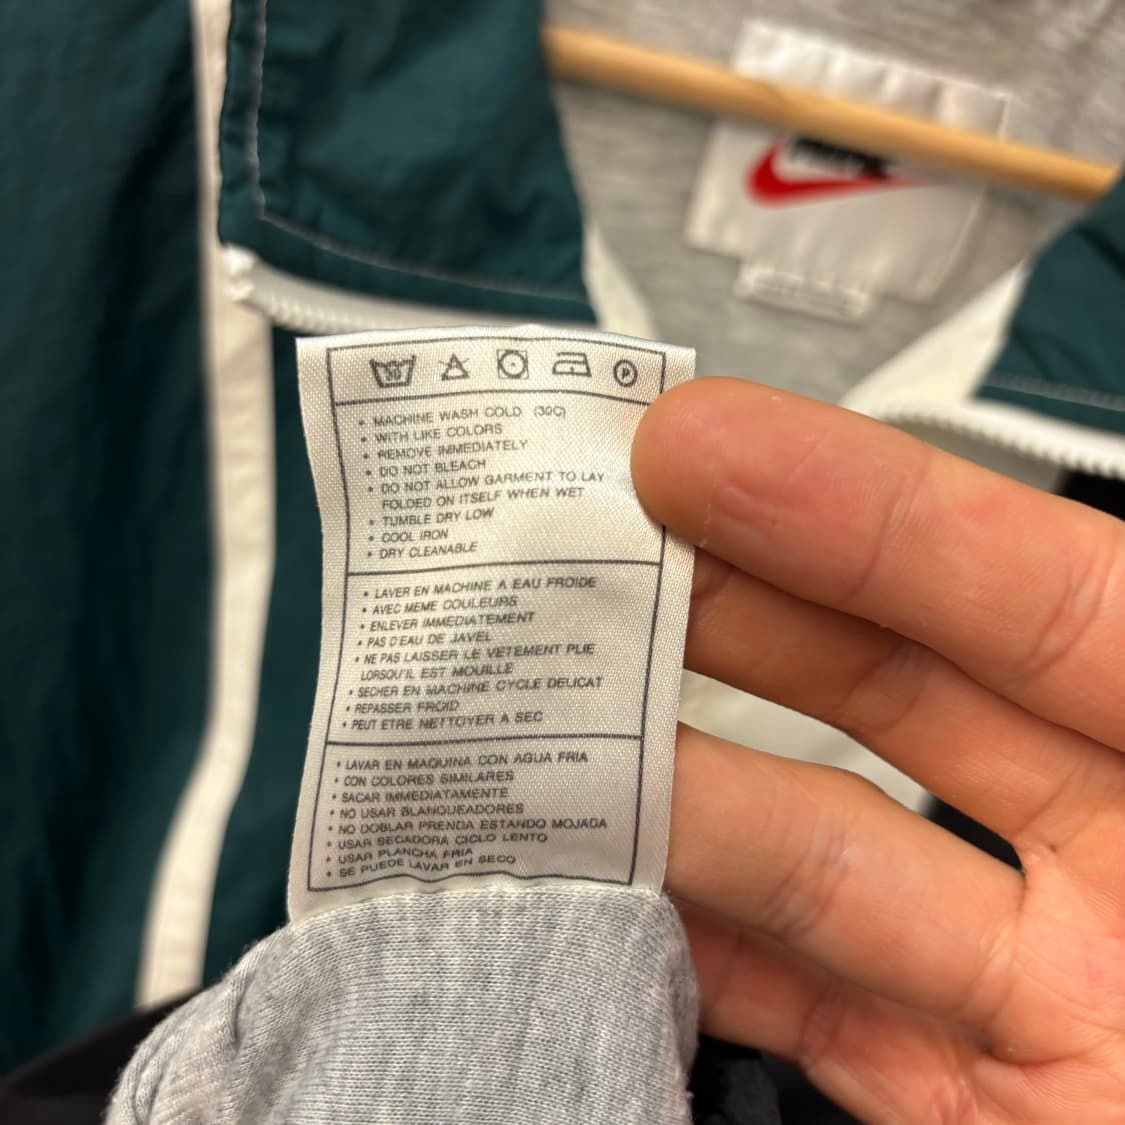 30
P
• MACHINE WASH COLD (30C)
• WITH LIKE COLORS
• REMOVE IMMEDIATELY
• DO NOT BLEACH
• DO NOT ALLOW GARMENT TO LAY
FOLDED ON ITSELF WHEN WET
• TUMBLE DRY LOW
• COOL IRON
• DRY CLEANABLE
• LAVER EN MACHINE A EAU FROIDE
• AVEC MEME COULEURS
• ENLEVER IMMEDIATEMENT
• PAS D'EAU DE JAVEL
• NE PAS LAISSER LE VETEMENT PLIE
LORSQU'IL EST MOUILLE
• SECHER EN MACHINE CYCLE DELICAT
• REPASSER FROID
• PEUT ETRE NETTOYER A SEC
• LAVAR EN MAQUINA CON AGUA FRIA
• CON COLORES SIMILARES
• SACAR IMMEDIATAMENTE
• NO USAR BLANQUEADORES
• NO DOBLAR PRENDA ESTANDO MOJADA
• USAR SECADORA CICLO LENTO
• USAR PLANCHA FRIA
• SE PUEDE LAVAR EN SECO